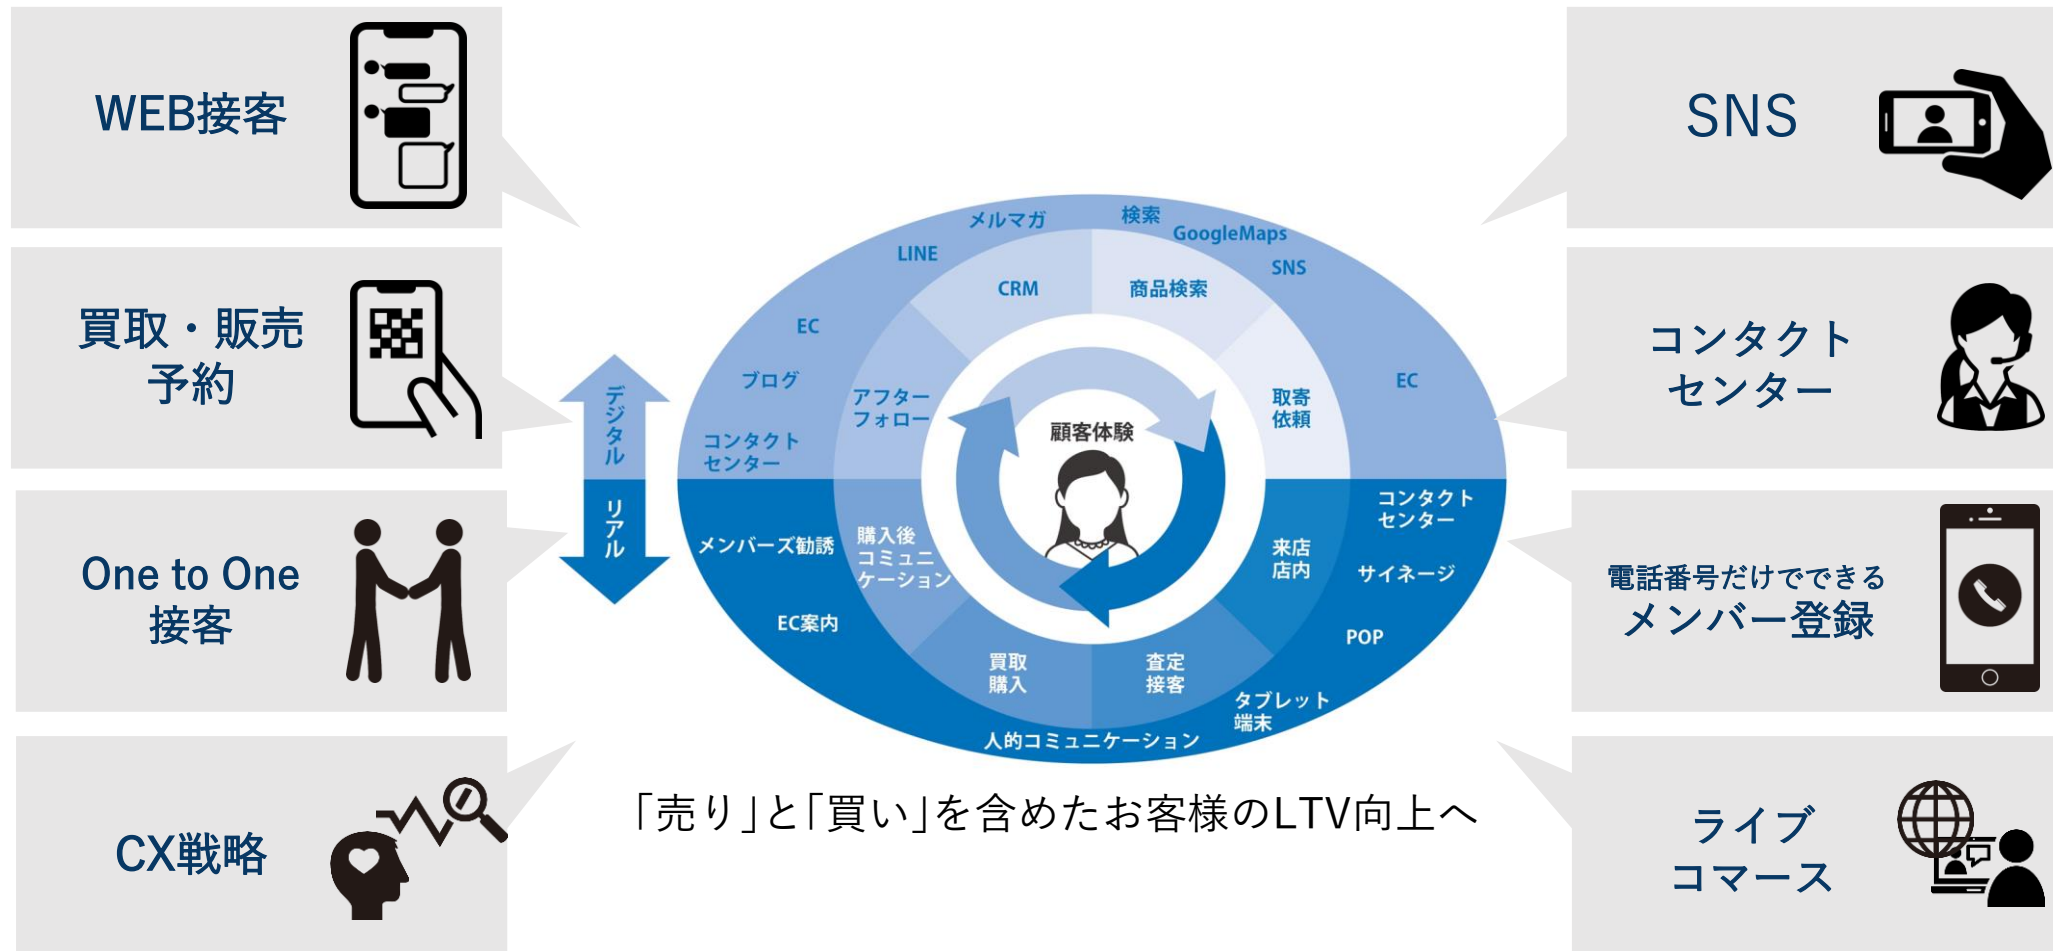 WEB接客
買取・販売
予約
One to One
接客
CX戦略
デジタル
リアル
メルマガ
検索
GoogleMaps
LINE
SNS
CRM
商品検索
EC
ブログ
アフター
フォロー
取寄
依頼
EC
コンタクト
センター
顧客体験
メンバーズ勧誘
購入後
コミュニ
ケーション
来店
店内
コンタクト
センター
サイネージ
EC案内
POP
買取
購入
査定
接客
タブレット
端末
人的コミュニケーション
「売り」と「買い」を含めたお客様のLTV向上へ
SNS
コンタクト
センター
電話番号だけでできる
メンバー登録
ライブ
コマース